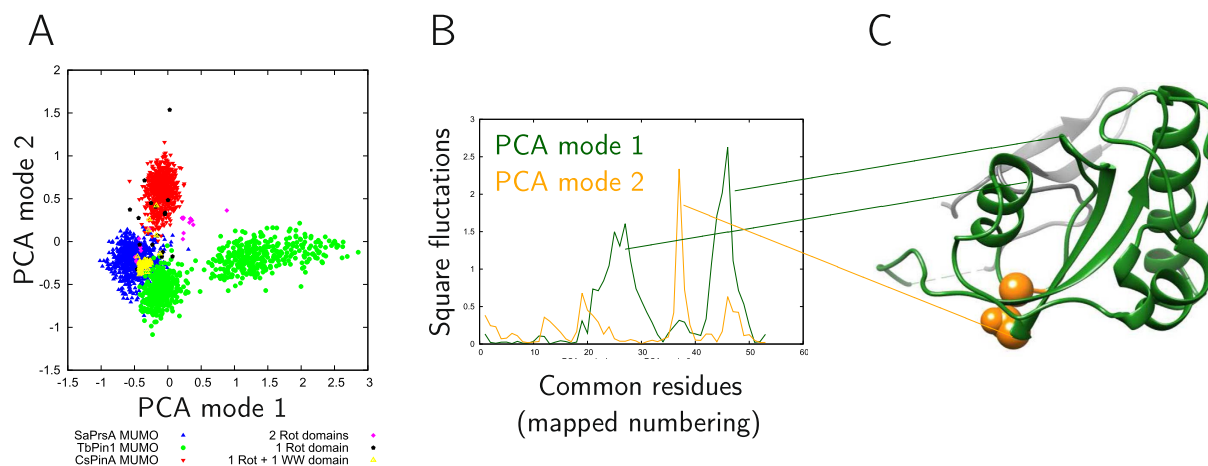 A
B
C
PCA mode 2
2
1.5
1
0.5
0
-0.5
-1
-1.5
-1.5
-1
-0.5
0
0.5
1
1.5
2
2.5
3
PCA mode 1
SaPrsA MUMO
TbPin1 MUMO
CsPinA MUMO
2 Rot domains
1 Rot domain
1 Rot + 1 WW domain
Square fluctations
3
2.5
2
1.5
1
0.5
0
PCA mode 1
PCA mode 2
0
10
20
30
40
50
60
Common residues
(mapped numbering)